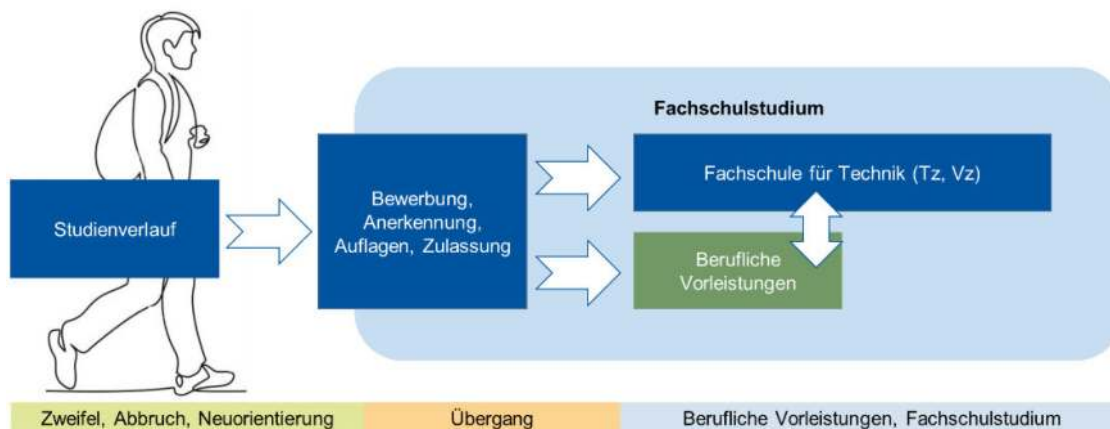 Fachschulstudium
Studienverlauf
Bewerbung,
Anerkennung,
Auflagen, Zulassung
Fachschule für Technik (Tz, Vz)
Berufliche
Vorleistungen
Zweifel, Abbruch, Neuorientierung
Übergang
Berufliche Vorleistungen, Fachschulstudium